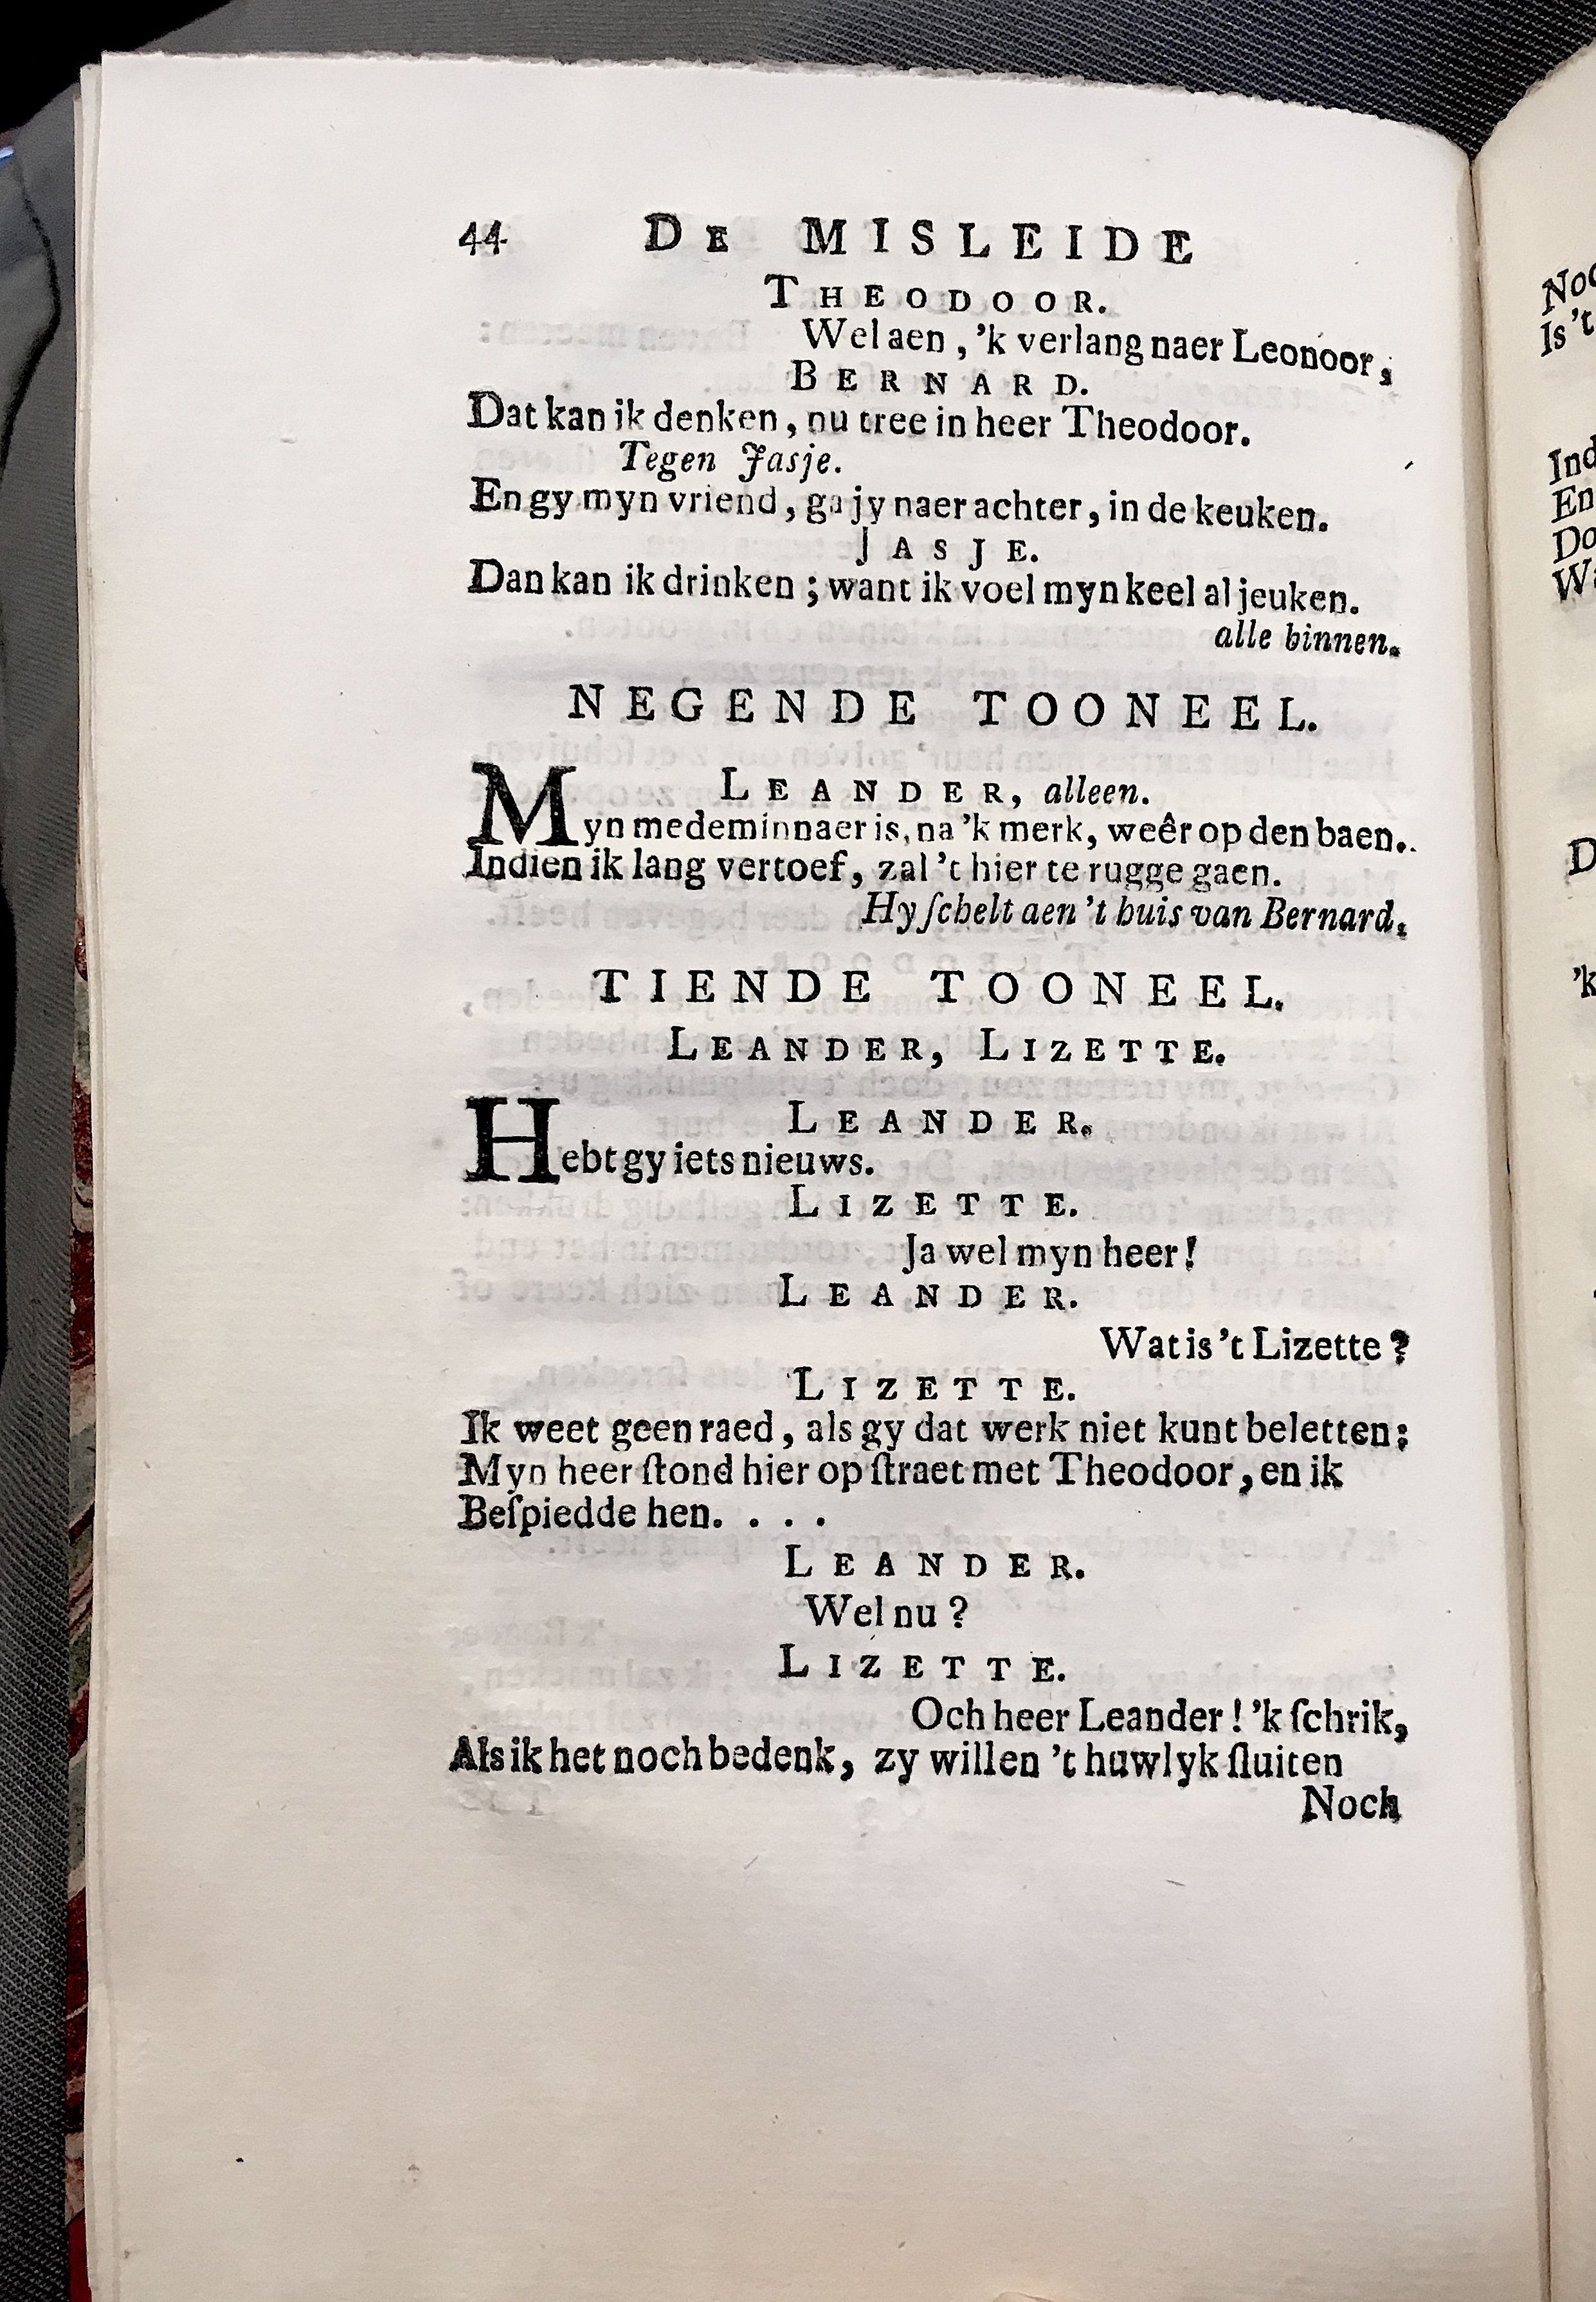 44 DE MISLEIDE
THEODOOR.
Wel aen, 'k verlang naer Leonoor,
BERNARD.
Dat kan ik denken, nu tree in heer Theodoor.
Tegen Jasje.
En gy myn vriend, ga jy naer achter, in de keuken.
JASJE.
Dan kan ik drinken; want ik voel myn keel al jeuken.
alle binnen.
NEGENDE TOONEEL.
LEANDER, alleen.
Myn medeminnaer is, na 'k merk, weêr op den baen.
Indien ik lang vertoef, zal 't hier te rugge gaen.
Hy ſchelt aen 't huis van Bernard.
TIENDE TOONEEL.
LEANDER, LIZETTE.
LEANDER.
Hebt gy iets nieuws.
LIZETTE.
Ja wel myn heer!
LEANDER.
Wat is 't Lizette?
LIZETTE.
Ik weet geen raed, als gy dat werk niet kunt beletten;
Myn heer ſtond hier op ſtraet met Theodoor, en ik
Beſpiedde hen. . . .
LEANDER.
Wel nu?
LIZETTE.
Och heer Leander! 'k ſchrik,
Als ik het noch bedenk, zy willen 't huwlyk ſluiten
Noch
Is 't
En
'k